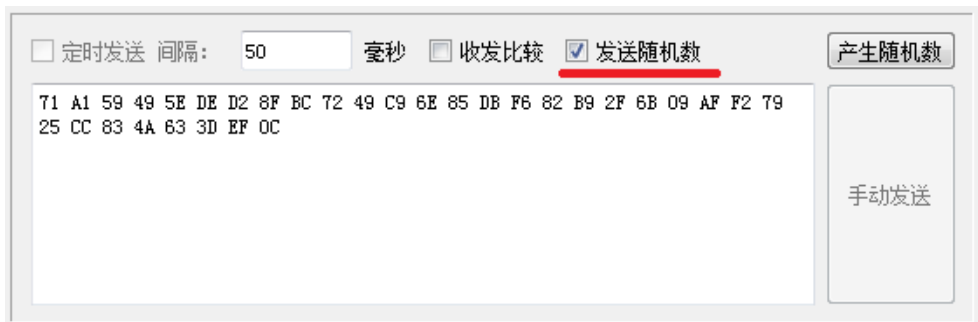 定时发送 间隔: 50 毫秒 收发比较 发送随机数 产生随机数
71 A1 59 49 5E DE D2 8F BC 72 49 C9 6E 85 DB F6 82 B9 2F 6B 09 AF F2 79
25 CC 83 4A 63 3D EF 0C
手动发送